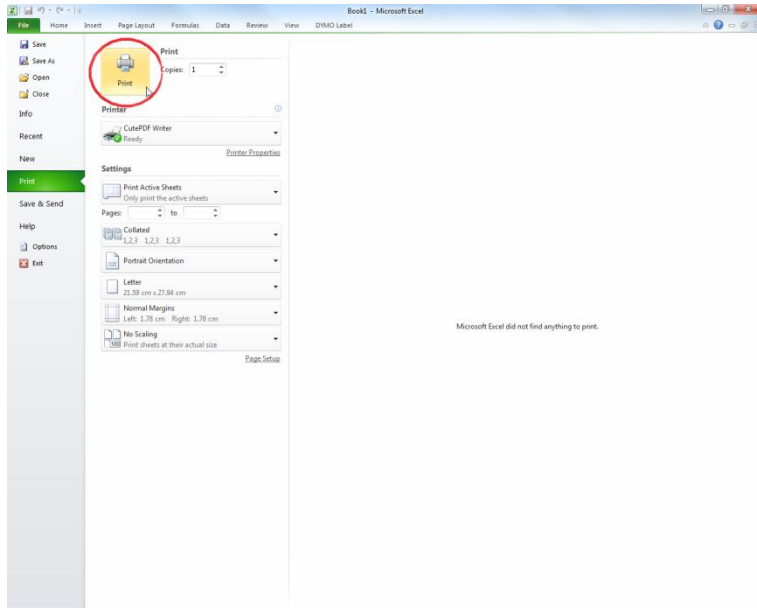 Book1 - Microsoft Excel
File Home Insert Page Layout Formulas Data Review View DYMO Label
Save
Save As
Open
Close
Info
Recent
New
Print
Save & Send
Help
Options
Exit
Print
Print
Copies: 1
Printer
CutePDF Writer
Ready
Printer Properties
Settings
Print Active Sheets
Only print the active sheets
Pages: to
Collated
1,2,3 1,2,3 1,2,3
Portrait Orientation
Letter
21.59 cm x 27.94 cm
Normal Margins
Left: 1.78 cm Right: 1.78 cm
No Scaling
100 Print sheets at their actual size
Page Setup
Microsoft Excel did not find anything to print.